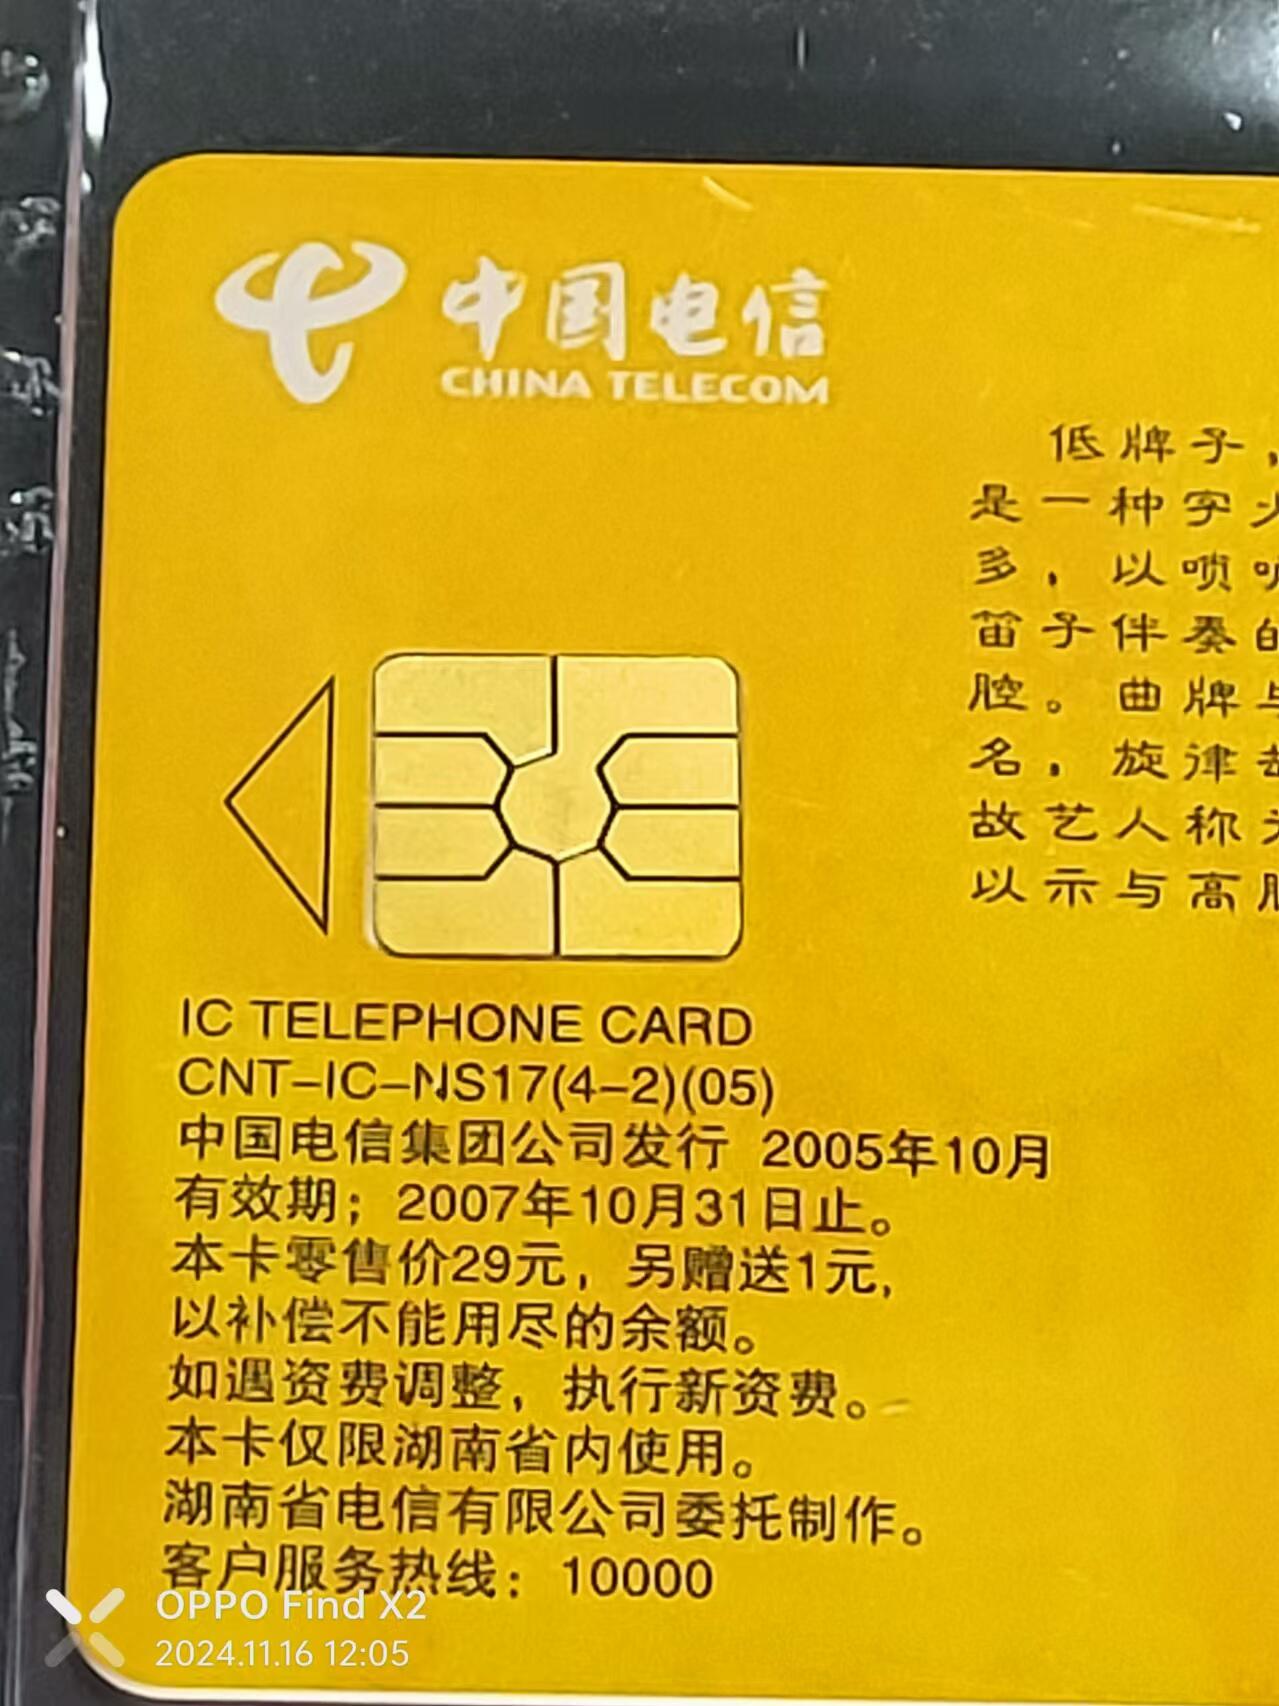 中国电信
CHINA TELECOM
低牌子，
是一种字
多，以唢
笛子伴奏的
腔。曲牌与
名，旋律
故艺人称
以示与高
IC TELEPHONE CARD
CNT-IC-NS17(4-2)(05)
中国电信集团公司发行 2005年10月
有效期；2007年10月31日止。
本卡零售价29元，另赠送1元，
以补偿不能用尽的余额。
如遇资费调整，执行新资费。
本卡仅限湖南省内使用。
湖南省电信有限公司委托制作。
客户服务热线：10000
OPPO Find X2
2024.11.16 12:05